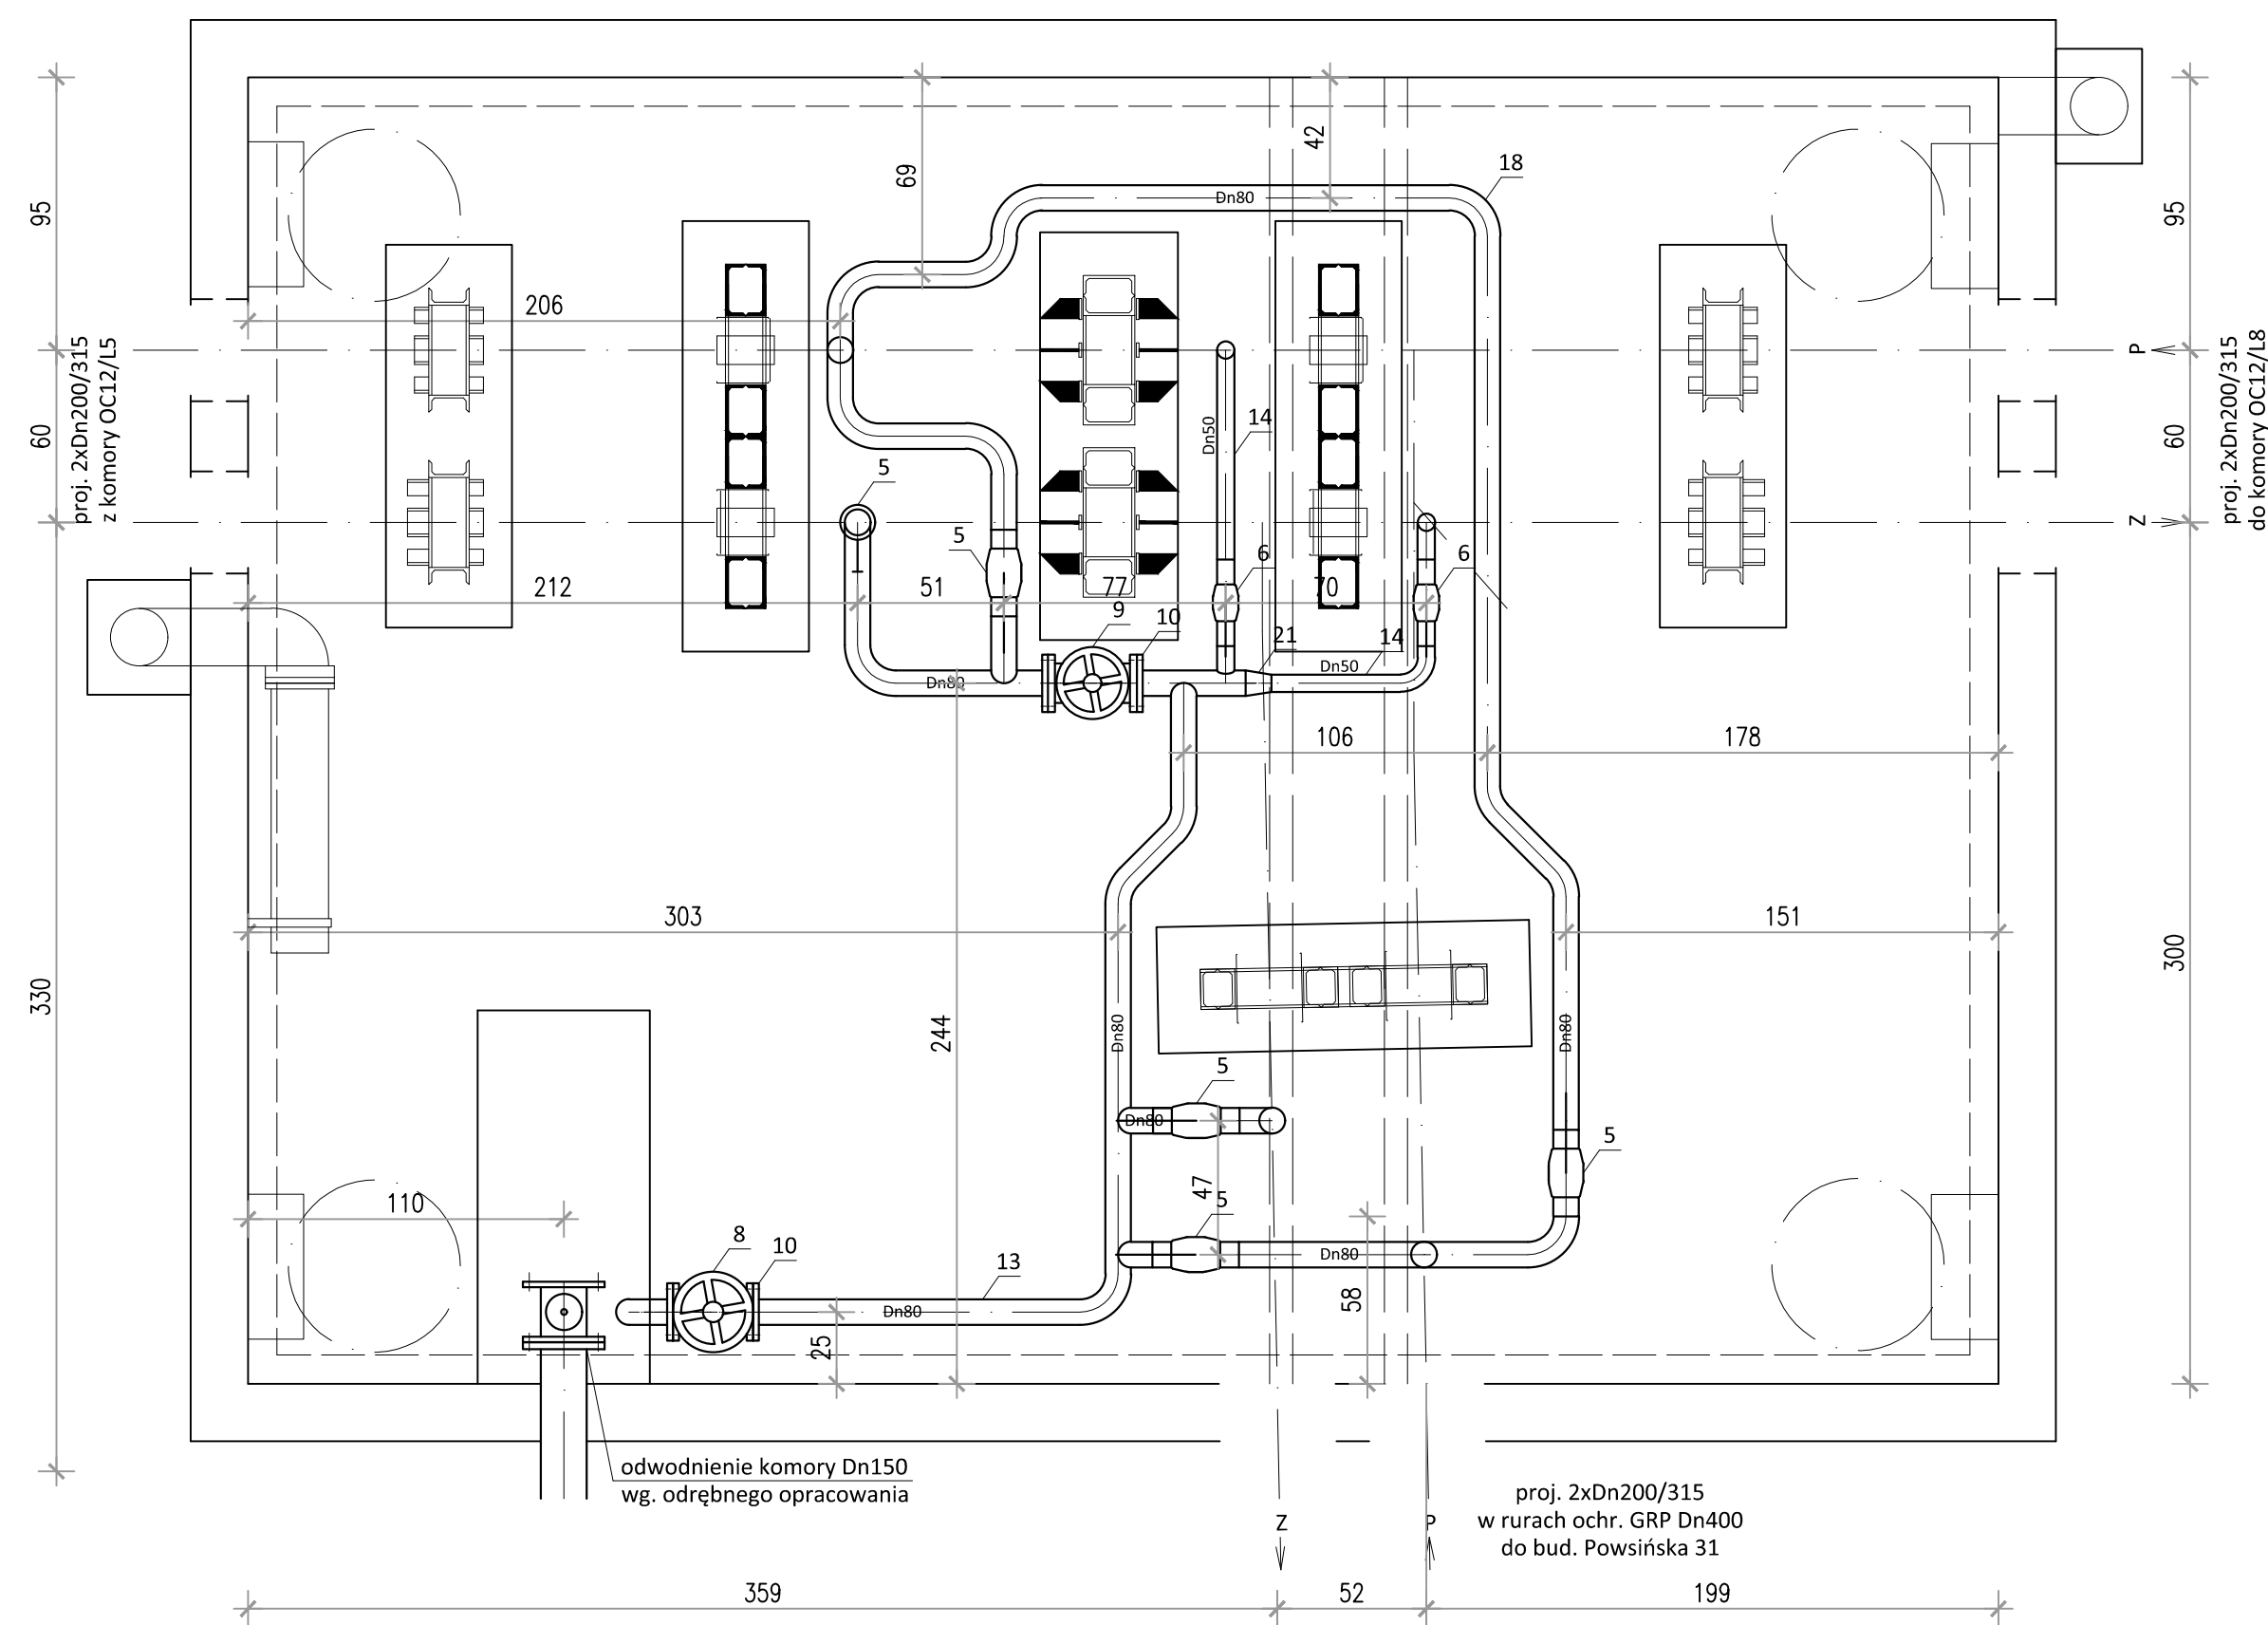 42
18
69
Dn80
95
95
206
proj. 2xDn200/315
z komory OC12/L5
P
proj. 2xDn200/315
do komory OC12/L8
60
60
Dn50
14
5
Z
5
6
6
212
51
77
70
9
10
21
14
Dn50
Dn80
106
178
303
151
330
300
244
Dn80
Dn80
5
Dn80
5
47
5
110
8
10
13
Dn80
Dn80
58
25
odwodnienie komory Dn150
wg. odrębnego opracowania
proj. 2xDn200/315
w rurach ochr. GRP Dn400
do bud. Powsińska 31
Z
P
359
52
199